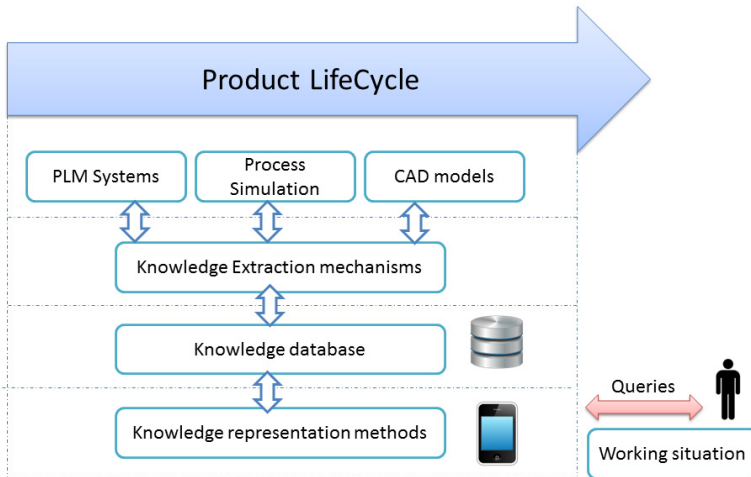 Product LifeCycle
PLM Systems
Process
Simulation
CAD models
Knowledge Extraction mechanisms
Knowledge database
Knowledge representation methods
Queries
Working situation